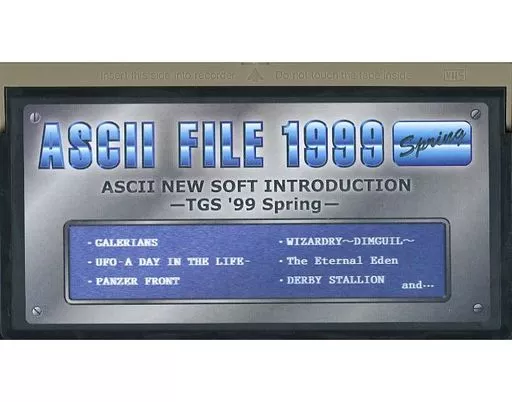 Insert this side into recorder Do not touch the tape inside VHS
ASCII FILE 1999 Spring
ASCII NEW SOFT INTRODUCTION
—TGS '99 Spring—
・GALERIANS ・WIZARDRY～DIMGUIL～
・UFO-A DAY IN THE LIFE- ・The Eternal Eden
・PANZER FRONT ・DERBY STALLION and…